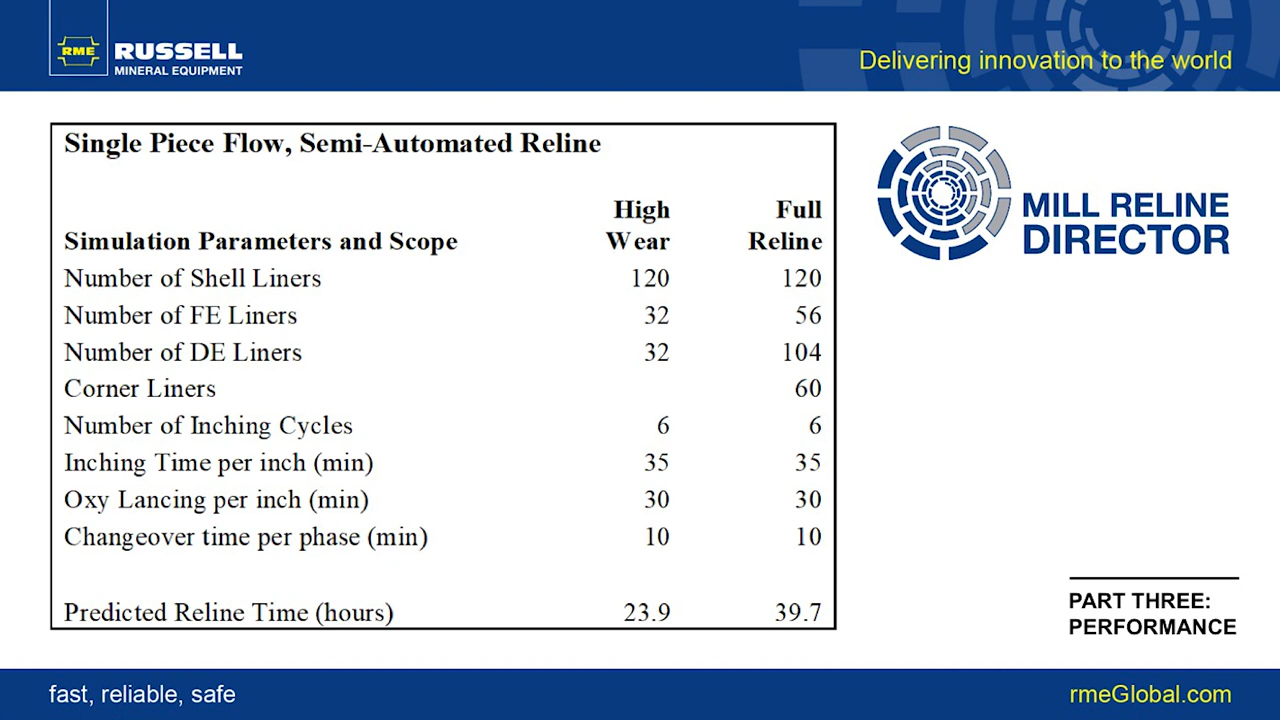 RME RUSSELL
MINERAL EQUIPMENT
Delivering innovation to the world
Single Piece Flow, Semi-Automated Reline
High Full
Simulation Parameters and Scope Wear Reline
Number of Shell Liners 120 120
Number of FE Liners 32 56
Number of DE Liners 32 104
Corner Liners 60
Number of Inching Cycles 6 6
Inching Time per inch (min) 35 35
Oxy Lancing per inch (min) 30 30
Changeover time per phase (min) 10 10
Predicted Reline Time (hours) 23.9 39.7
MILL RELINE
DIRECTOR
PART THREE:
PERFORMANCE
fast, reliable, safe
rmeGlobal.com